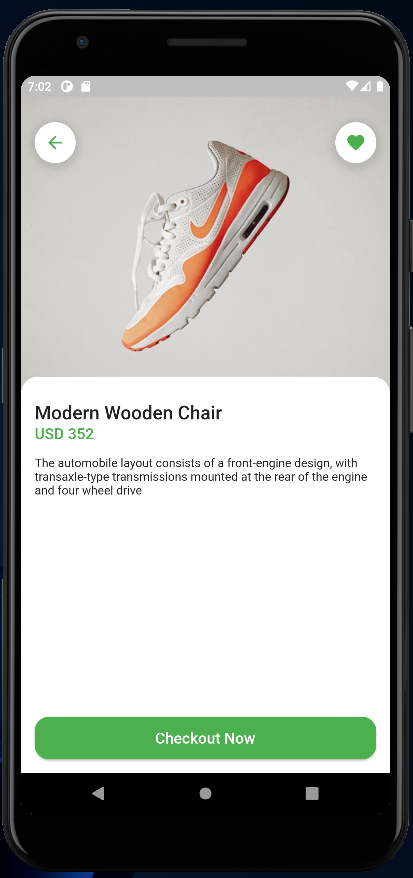 7:02
Modern Wooden Chair
USD 352
The automobile layout consists of a front-engine design, with
transaxle-type transmissions mounted at the rear of the engine
and four wheel drive
Checkout Now